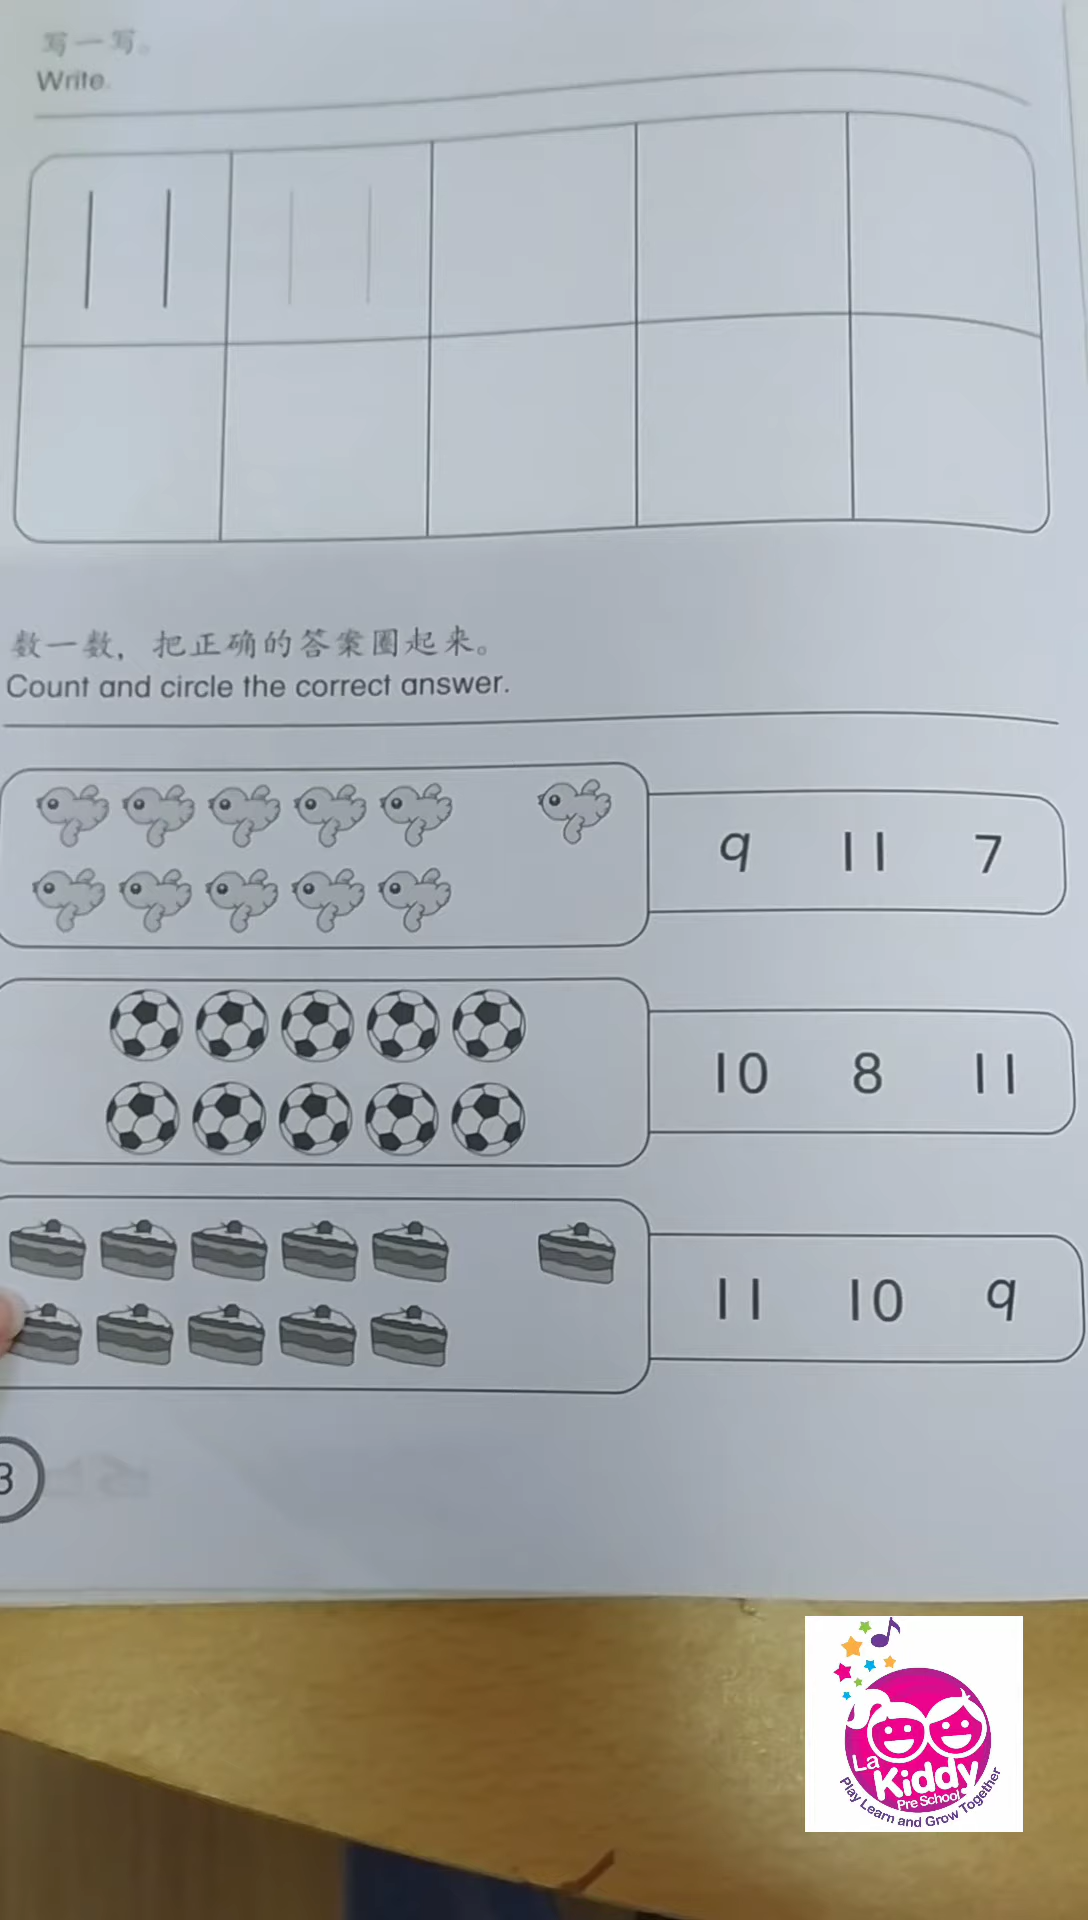 写一写。
Write.
11 11
数一数，把正确的答案圈起来。
Count and circle the correct answer.
9 11 7
10 8 11
11 10 9
3
La
Kiddy
Pre School
Play Learn and Grow Together